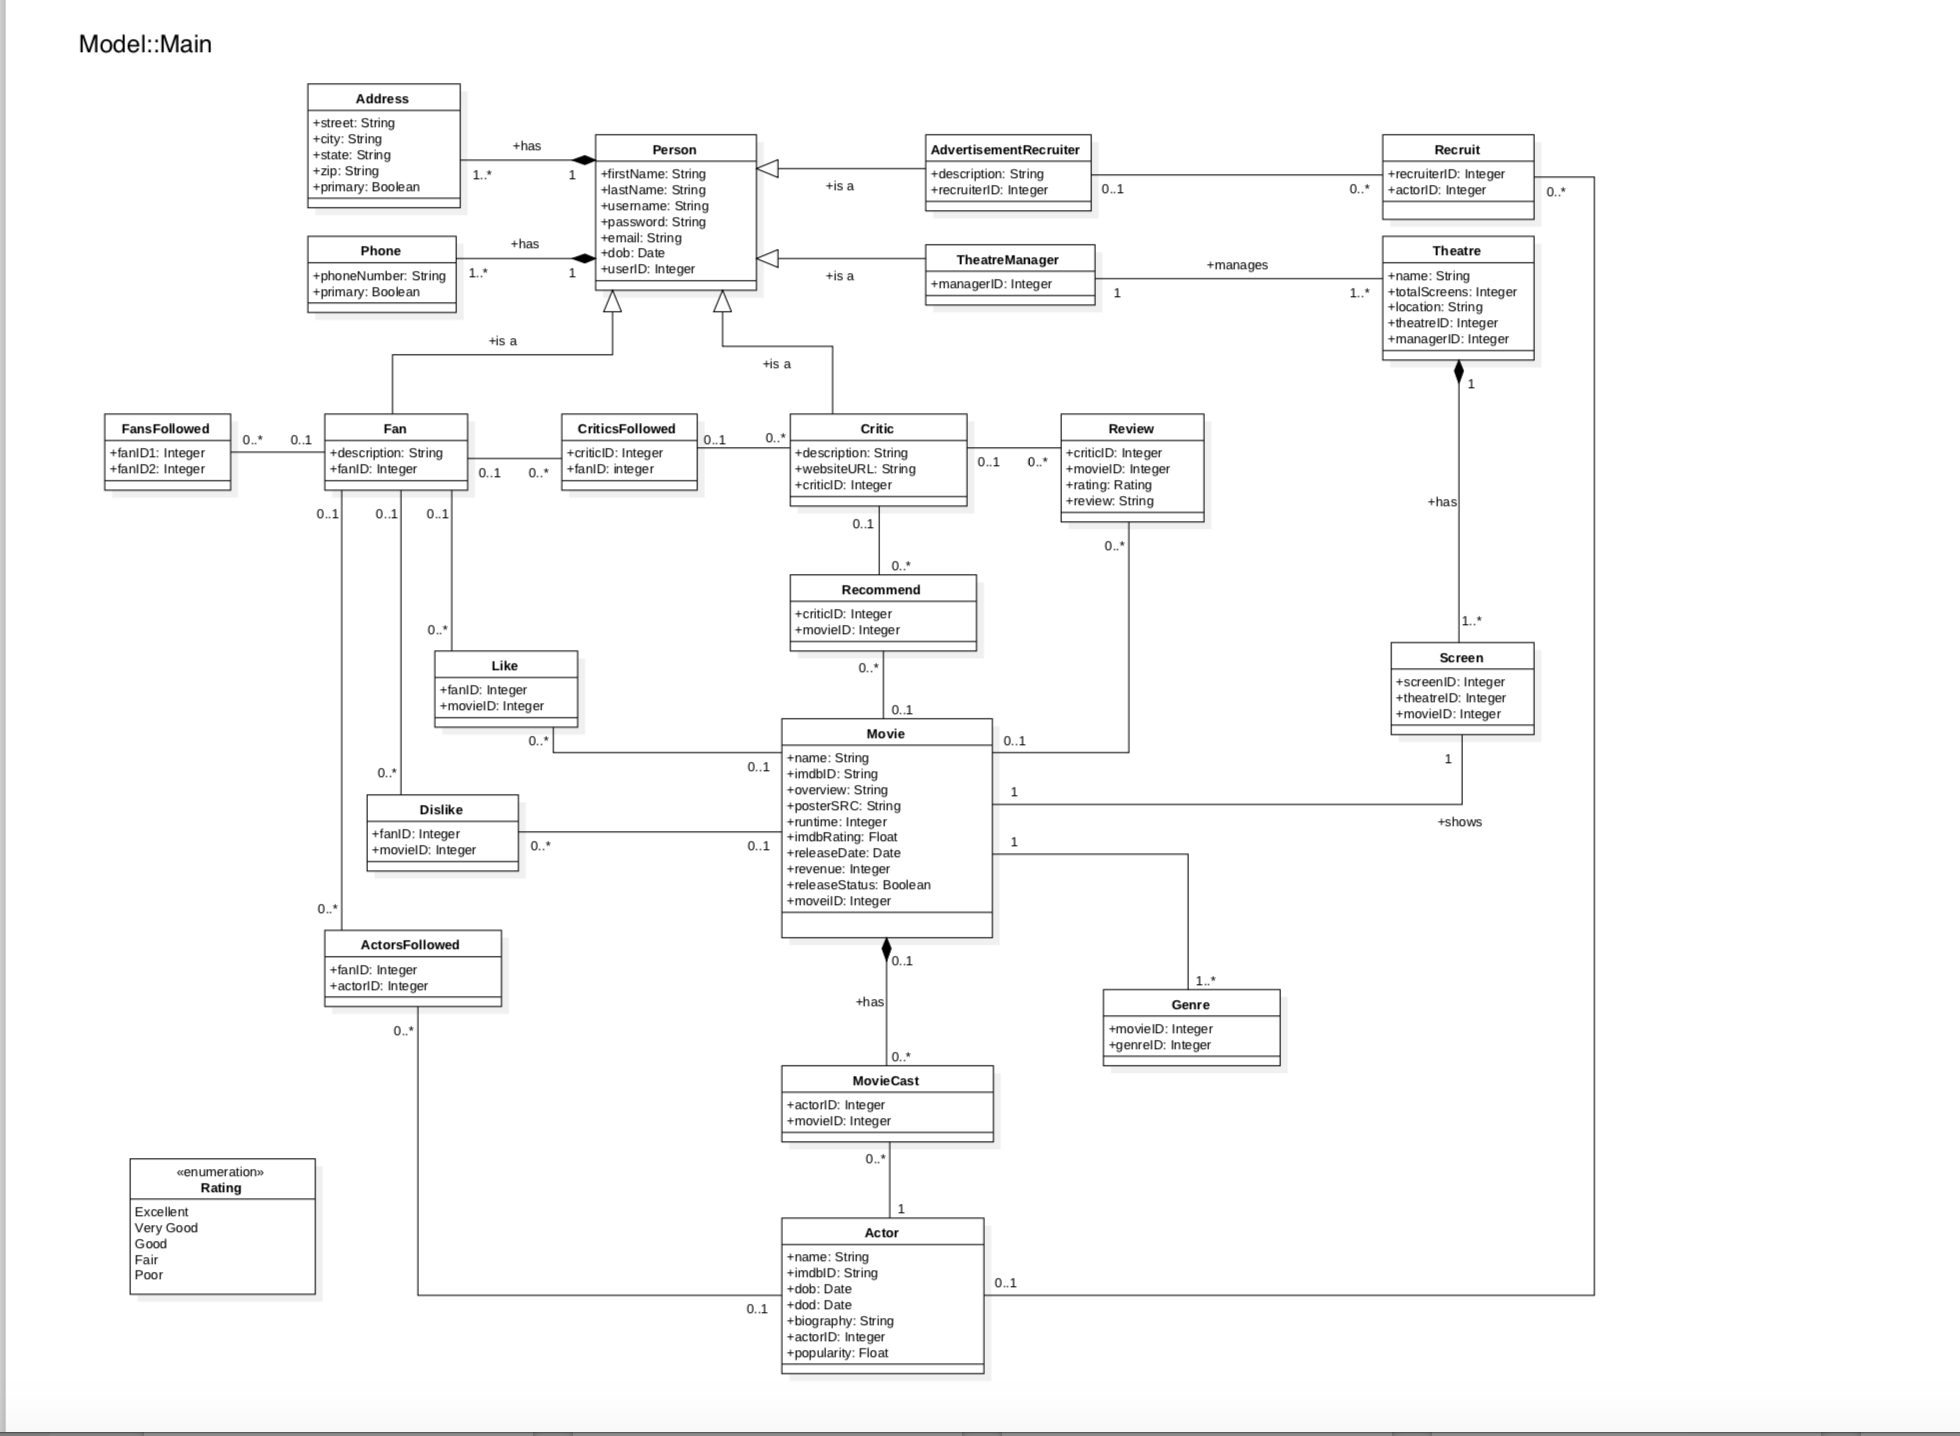 Model::Main
Address
+street: String
+city: String
+state: String
+zip: String
+primary: Boolean
+has
1..*
1
Person
+firstName: String
+lastName: String
+username: String
+password: String
+email: String
+dob: Date
+userID: Integer
+is a
AdvertisementRecruiter
+description: String
+recruiterID: Integer
0..1
0..*
Recruit
+recruiterID: Integer
+actorID: Integer
0..*
Phone
+phoneNumber: String
+primary: Boolean
+has
1..*
1
+is a
TheatreManager
+managerID: Integer
+manages
1
1..*
Theatre
+name: String
+totalScreens: Integer
+location: String
+theatreID: Integer
+managerID: Integer
1
+is a
+is a
FansFollowed
+fanID1: Integer
+fanID2: Integer
0..*
0..1
Fan
+description: String
+fanID: Integer
0..1
0..*
CriticsFollowed
+criticID: Integer
+fanID: integer
0..1
0..*
Critic
+description: String
+websiteURL: String
+criticID: Integer
0..1
0..*
Review
+criticID: Integer
+movieID: Integer
+rating: Rating
+review: String
+has
0..1
0..1
0..1
0..1
0..*
0..*
Recommend
+criticID: Integer
+movieID: Integer
0..*
0..1
0..*
Like
+fanID: Integer
+movieID: Integer
0..*
0..1
1..*
Screen
+screenID: Integer
+theatreID: Integer
+movieID: Integer
1
Movie
+name: String
+imdbID: String
+overview: String
+posterSRC: String
+runtime: Integer
+imdbRating: Float
+releaseDate: Date
+revenue: Integer
+releaseStatus: Boolean
+moveiID: Integer
0..1
1
+shows
1
0..*
Dislike
+fanID: Integer
+movieID: Integer
0..*
0..1
0..*
ActorsFollowed
+fanID: Integer
+actorID: Integer
0..*
0..1
+has
0..*
1..*
Genre
+movieID: Integer
+genreID: Integer
MovieCast
+actorID: Integer
+movieID: Integer
0..*
1
«enumeration»
Rating
Excellent
Very Good
Good
Fair
Poor
Actor
+name: String
+imdbID: String
+dob: Date
+dod: Date
+biography: String
+actorID: Integer
+popularity: Float
0..1
0..1